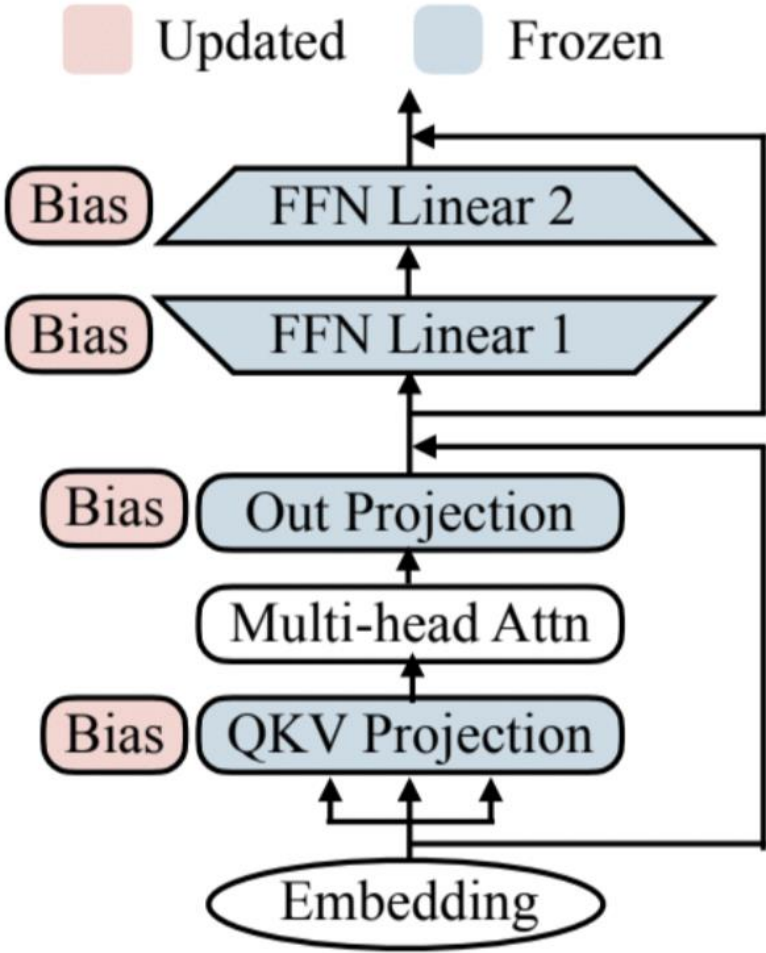 Updated Frozen
Bias FFN Linear 2
Bias FFN Linear 1
Bias Out Projection
Multi-head Attn
Bias QKV Projection
Embedding